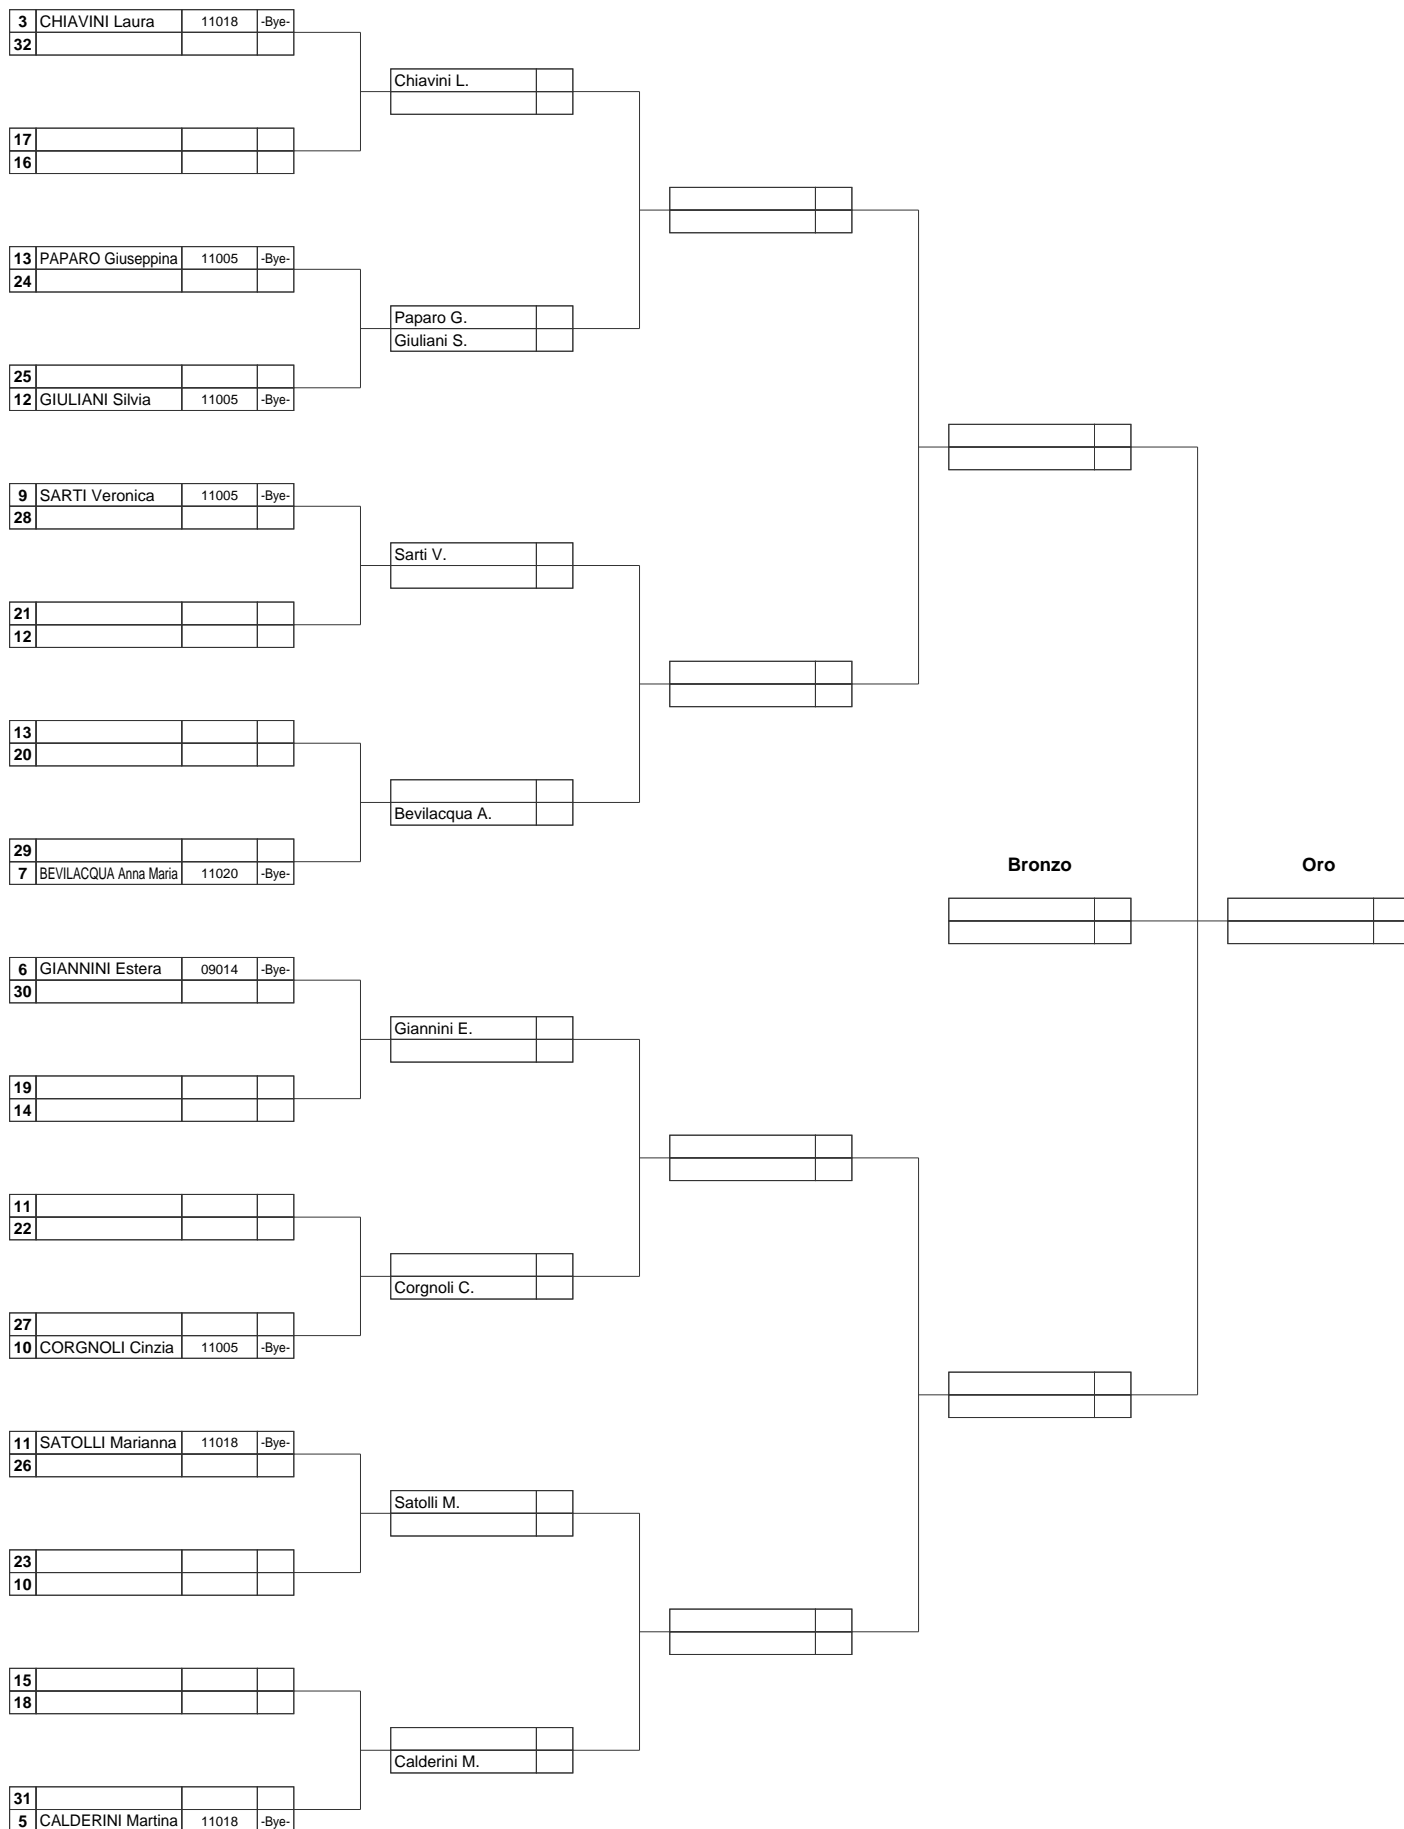 3 CHIAVINI Laura 11018 -Bye-
32
Chiavini L.
17
16
13 PAPARO Giuseppina 11005 -Bye-
24
Paparo G.
Giuliani S.
25
12 GIULIANI Silvia 11005 -Bye-
9 SARTI Veronica 11005 -Bye-
28
Sarti V.
21
12
13
20
Bevilacqua A.
29
7 BEVILACQUA Anna Maria 11020 -Bye-
Bronzo Oro
6 GIANNINI Estera 09014 -Bye-
30
Giannini E.
19
14
11
22
Corgnoli C.
27
10 CORGNOLI Cinzia 11005 -Bye-
11 SATOLLI Marianna 11018 -Bye-
26
Satolli M.
23
10
15
18
Calderini M.
31
5 CALDERINI Martina 11018 -Bye-